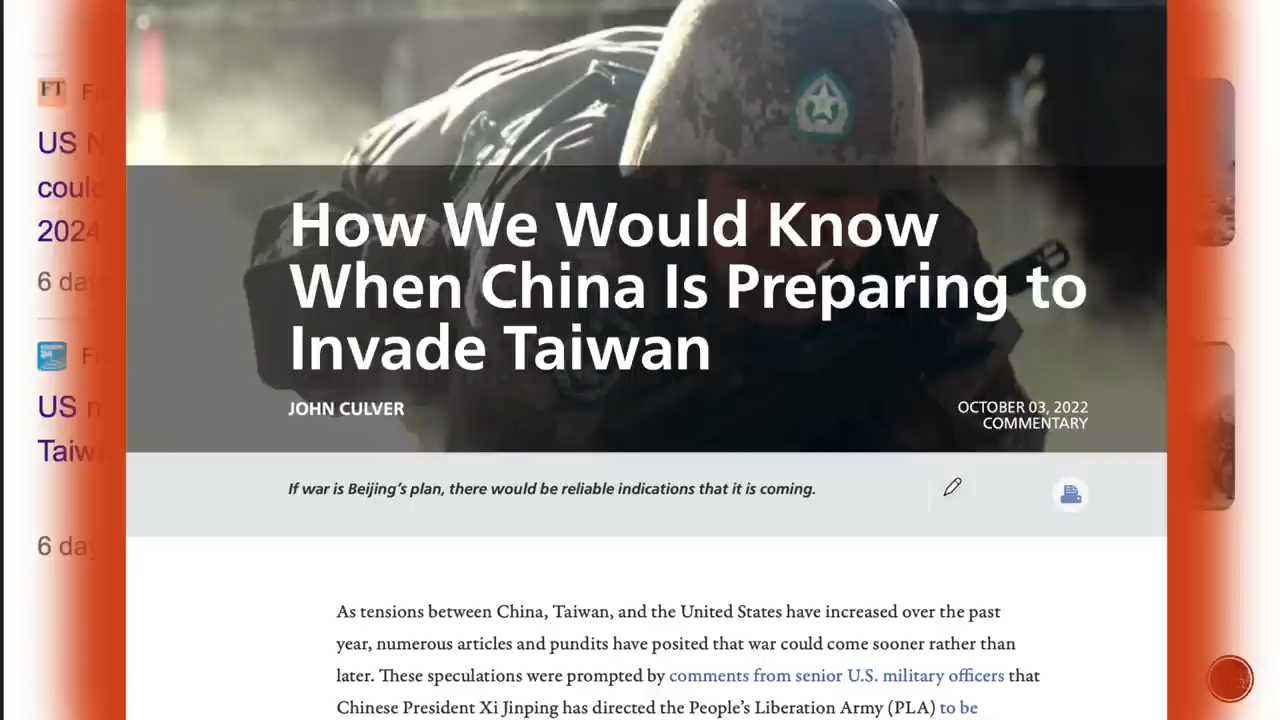 How We Would Know
When China Is Preparing to
Invade Taiwan
JOHN CULVER
OCTOBER 03, 2022
COMMENTARY
If war is Beijing's plan, there would be reliable indications that it is coming.
As tensions between China, Taiwan, and the United States have increased over the past
year, numerous articles and pundits have posited that war could come sooner rather than
later. These speculations were prompted by comments from senior U.S. military officers that
Chinese President Xi Jinping has directed the People's Liberation Army (PLA) to be
FT
US
could
2024
6
US
6